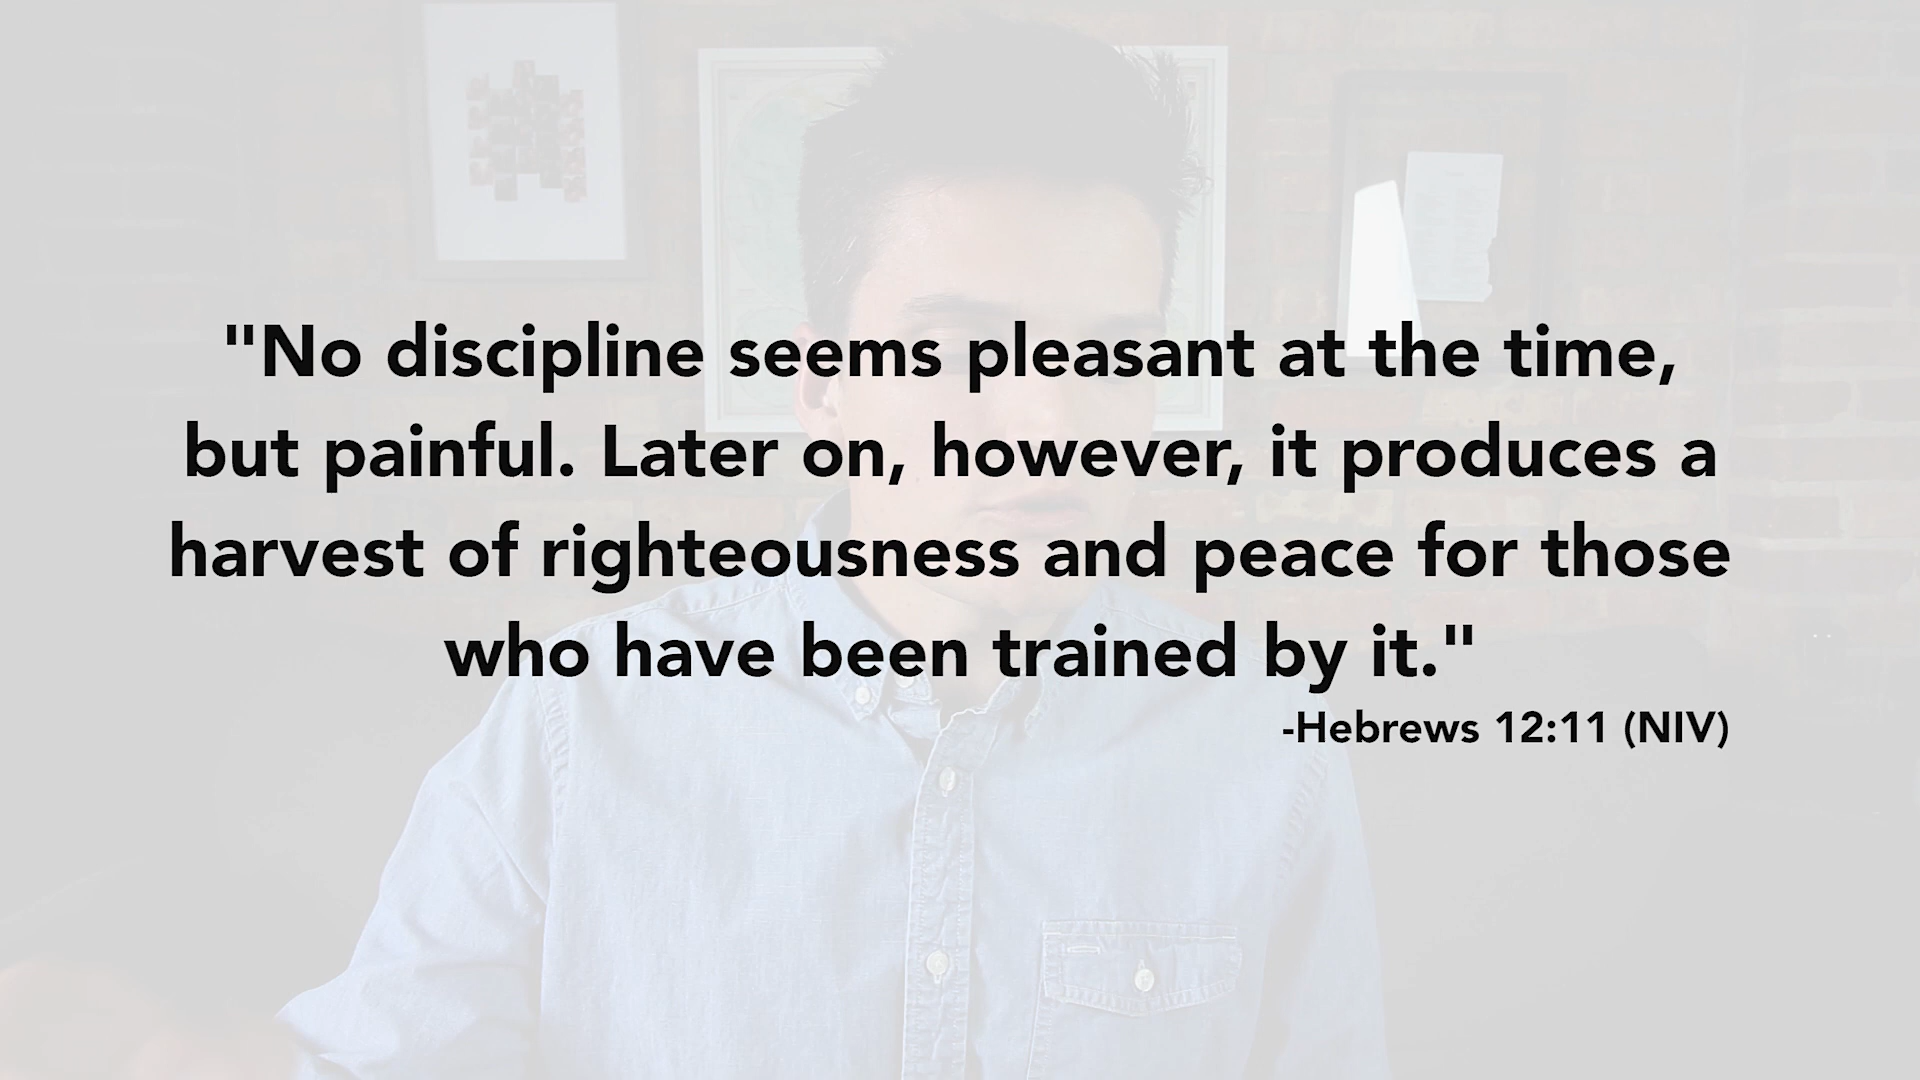 "No discipline seems pleasant at the time,
but painful. Later on, however, it produces a
harvest of righteousness and peace for those
who have been trained by it."
-Hebrews 12:11 (NIV)